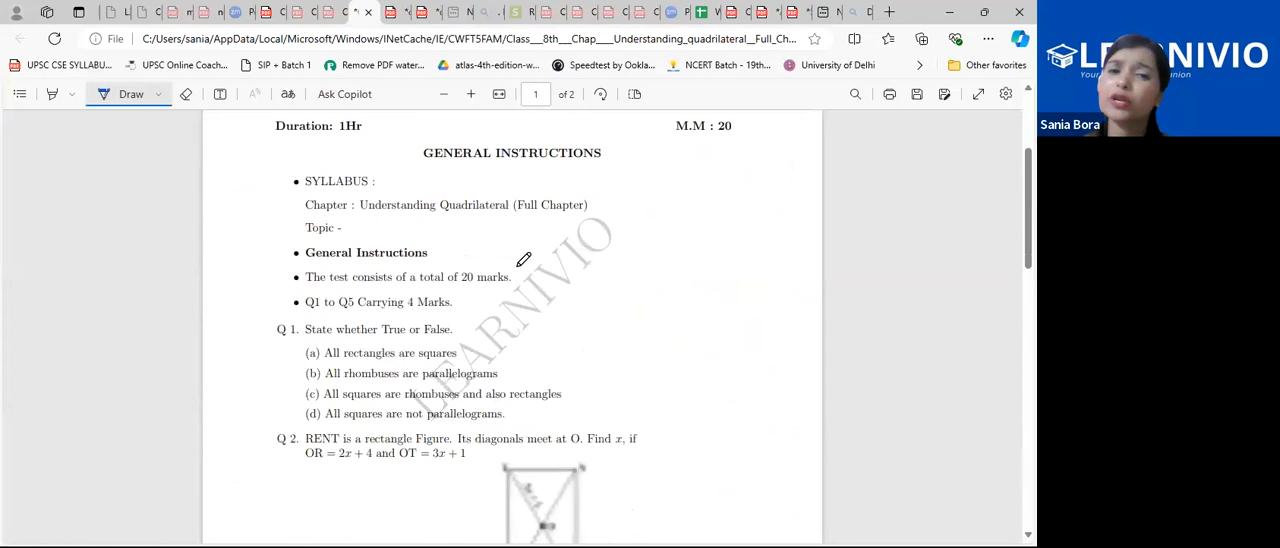 File
C:/Users/sania/AppData/Local/Microsoft/Windows/INetCache/IE/CWFT5FAM/Class___8th___Chap____Understanding_quadrilateral__Full_Ch...
UPSC CSE SYLLABU...
UPSC Online Coach...
SIP + Batch 1
Remove PDF water...
atlas-4th-edition-w...
Speedtest by Ookla...
NCERT Batch - 19th...
University of Delhi
Other favorites
Draw
Ask Copilot
1
of 2
LEARNIVIO
Sania Bora
Duration: 1Hr
M.M : 20
GENERAL INSTRUCTIONS
• SYLLABUS :
Chapter : Understanding Quadrilateral (Full Chapter)
Topic -
• General Instructions
• The test consists of a total of 20 marks.
• Q1 to Q5 Carrying 4 Marks.
Q 1. State whether True or False.
(a) All rectangles are squares
(b) All rhombuses are parallelograms
(c) All squares are rhombuses and also rectangles
(d) All squares are not parallelograms.
Q 2. RENT is a rectangle Figure. Its diagonals meet at O. Find x, if
OR = 2x + 4 and OT = 3x + 1
LEARNIVIO